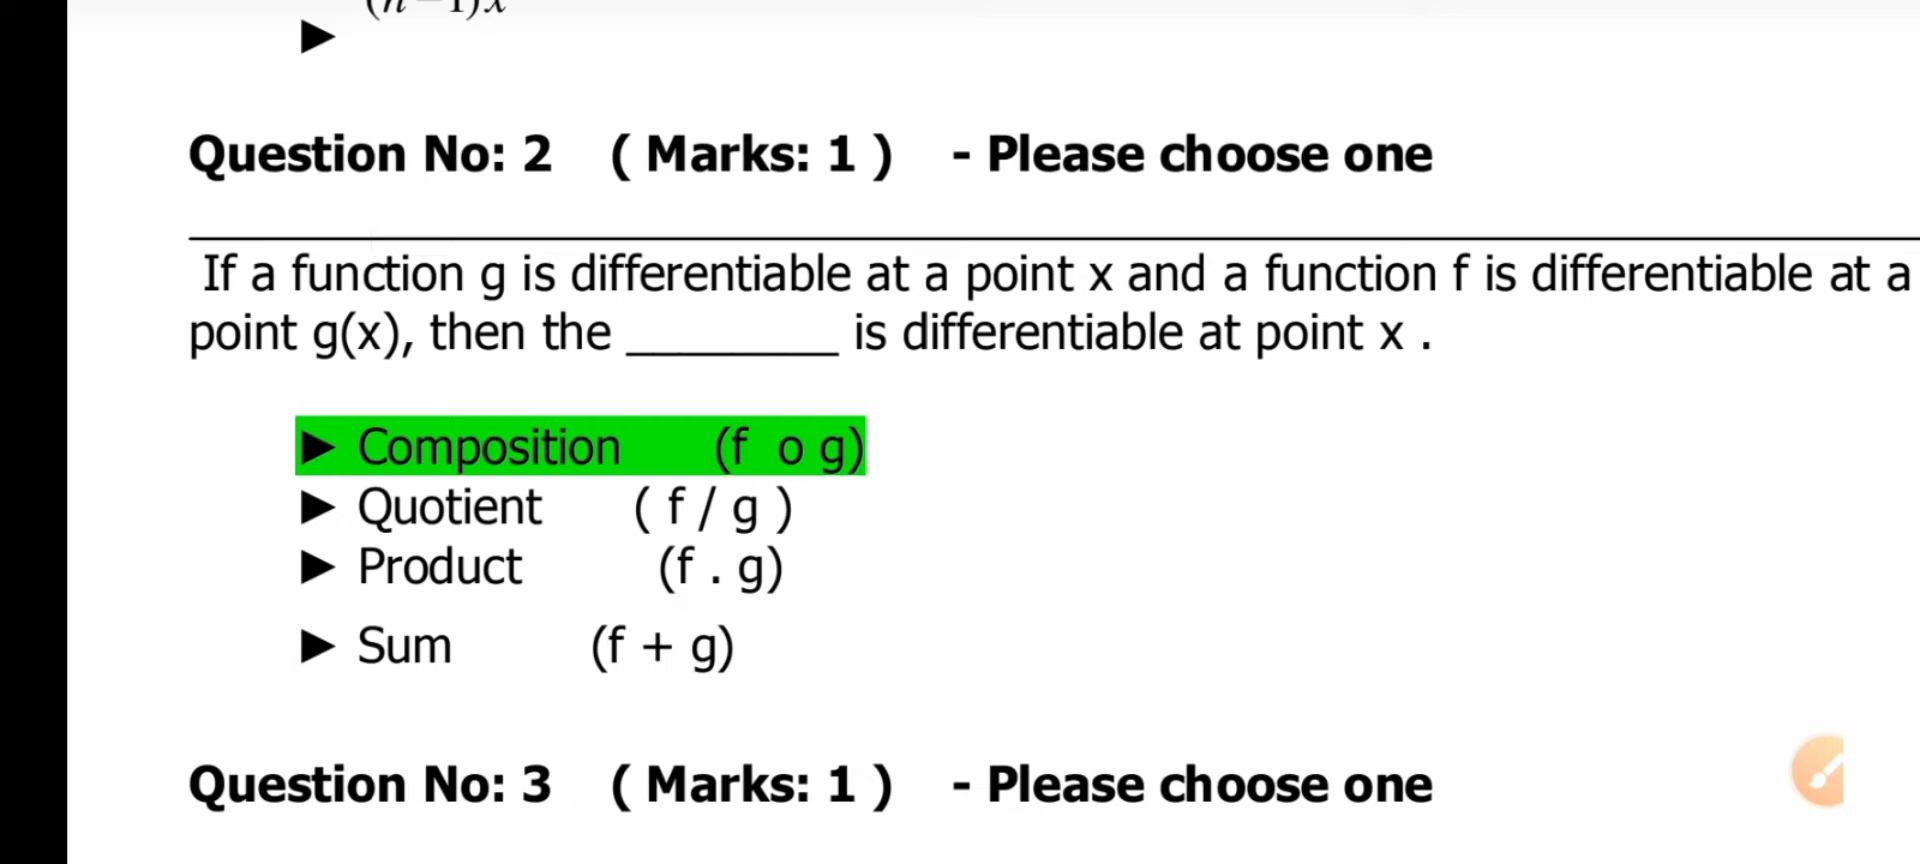 (n − 1)x
►
Question No: 2 ( Marks: 1 ) - Please choose one
If a function g is differentiable at a point x and a function f is differentiable at a
point g(x), then the ________ is differentiable at point x .
► Composition (f o g)
► Quotient ( f / g )
► Product (f . g)
► Sum (f + g)
Question No: 3 ( Marks: 1 ) - Please choose one